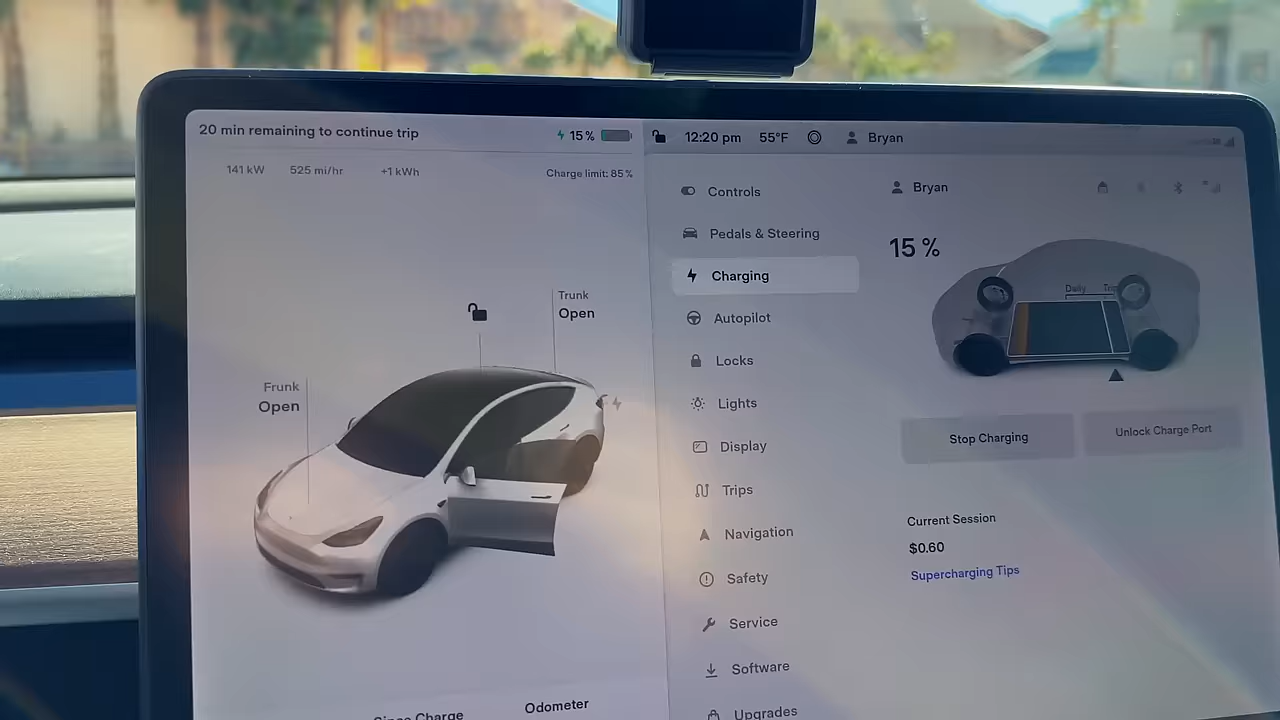 20 min remaining to continue trip
15 %
12:20 pm
55°F
Bryan
141 kW
525 mi/hr
+1 kWh
Charge limit: 85 %
Trunk
Open
Frunk
Open
Odometer
Controls
Pedals & Steering
Charging
Autopilot
Locks
Lights
Display
Trips
Navigation
Safety
Service
Software
Upgrades
Bryan
15 %
Daily
Stop Charging
Unlock Charge Port
Current Session
$0.60
Supercharging Tips